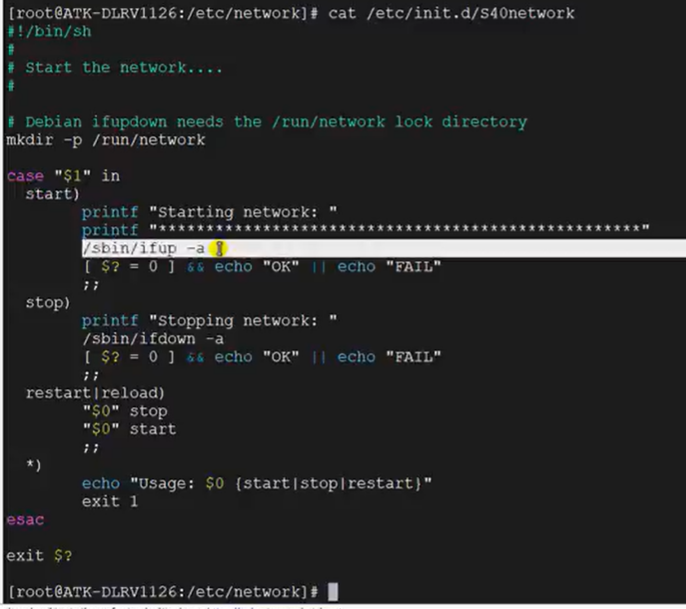 [root@ATK-DLRV1126:/etc/network]# cat /etc/init.d/S40network
#!/bin/sh
#
# Start the network....
#
# Debian ifupdown needs the /run/network lock directory
mkdir -p /run/network
case "$1" in
start)
printf "Starting network: "
printf "***************************************************"
/sbin/ifup -a
[ $? = 0 ] && echo "OK" || echo "FAIL"
;;
stop)
printf "Stopping network: "
/sbin/ifdown -a
[ $? = 0 ] && echo "OK" || echo "FAIL"
;;
restart|reload)
"$0" stop
"$0" start
;;
*)
echo "Usage: $0 {start|stop|restart}"
exit 1
esac
exit $?
[root@ATK-DLRV1126:/etc/network]#